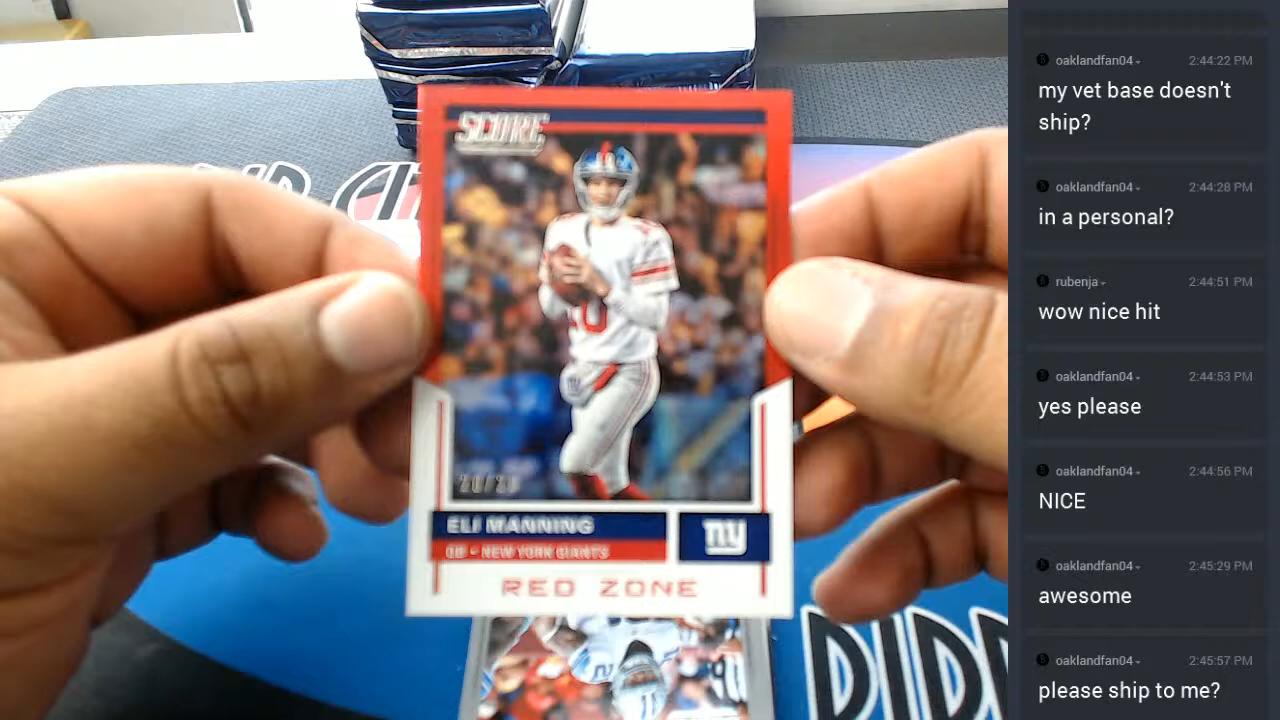 SCORE
20/20
ELI MANNING
QB • NEW YORK GIANTS
ny
RED ZONE
oaklandfan04 2:44:22 PM
my vet base doesn't
ship?
oaklandfan04 2:44:28 PM
in a personal?
rubenja 2:44:51 PM
wow nice hit
oaklandfan04 2:44:53 PM
yes please
oaklandfan04 2:44:56 PM
NICE
oaklandfan04 2:45:29 PM
awesome
oaklandfan04 2:45:57 PM
please ship to me?